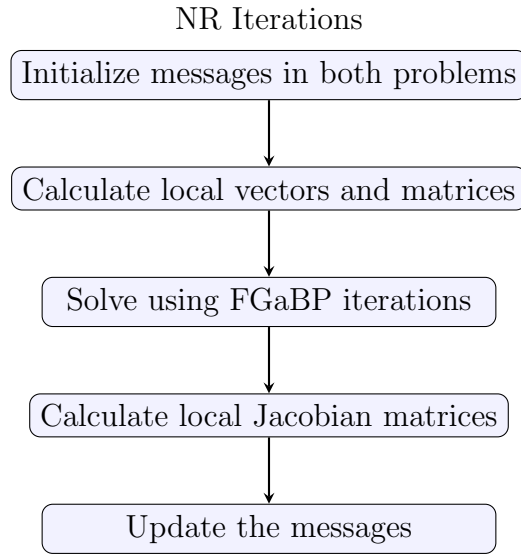 NR Iterations
Initialize messages in both problems
Calculate local vectors and matrices
Solve using FGaBP iterations
Calculate local Jacobian matrices
Update the messages